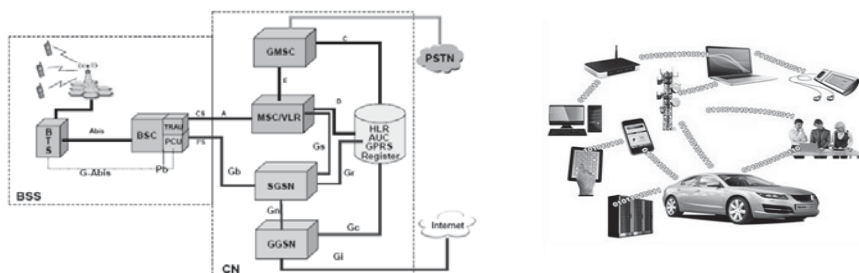 GMSC
C
PSTN
E
CS
A
MSC/VLR
D
HLR
AUC
GPRS
Register
BTS
Abis
BSC
TRAU
PCU
PS
Gs
Gr
G-Abis
Pb
Gb
SGSN
BSS
Gn
GGSN
Gc
Internet
Gi
CN